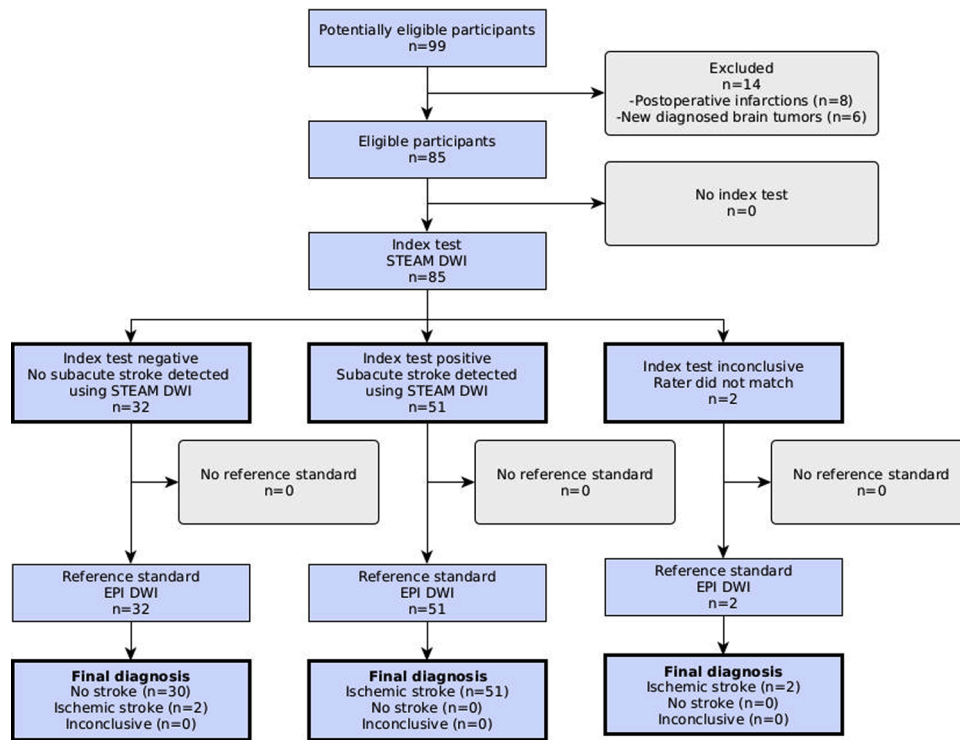 Potentially eligible participants
n=99
Excluded
n=14
-Postoperative infarctions (n=8)
-New diagnosed brain tumors (n=6)
Eligible participants
n=85
No index test
n=0
Index test
STEAM DWI
n=85
Index test negative
No subacute stroke detected
using STEAM DWI
n=32
Index test positive
Subacute stroke detected
using STEAM DWI
n=51
Index test inconclusive
Rater did not match
n=2
No reference standard
n=0
No reference standard
n=0
No reference standard
n=0
Reference standard
EPI DWI
n=32
Reference standard
EPI DWI
n=51
Reference standard
EPI DWI
n=2
Final diagnosis
No stroke (n=30)
Ischemic stroke (n=2)
Inconclusive (n=0)
Final diagnosis
Ischemic stroke (n=51)
No stroke (n=0)
Inconclusive (n=0)
Final diagnosis
Ischemic stroke (n=2)
No stroke (n=0)
Inconclusive (n=0)